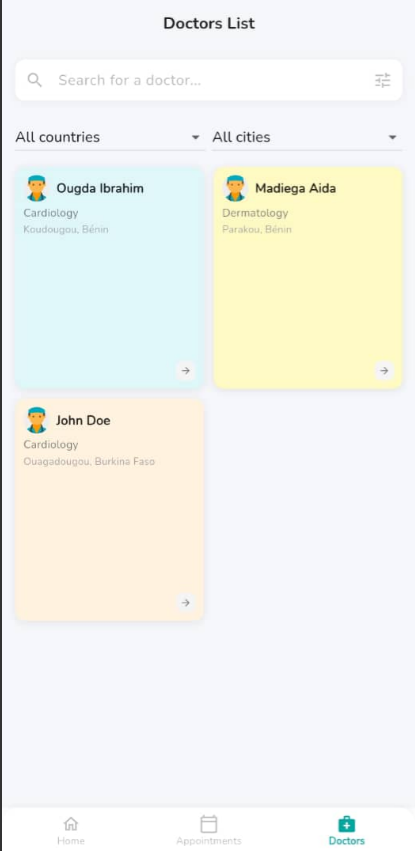 Doctors List
Search for a doctor...
All countries
All cities
Ougda Ibrahim
Cardiology
Koudougou, Bénin
Madiega Aida
Dermatology
Parakou, Bénin
John Doe
Cardiology
Ouagadougou, Burkina Faso
Home
Appointments
Doctors